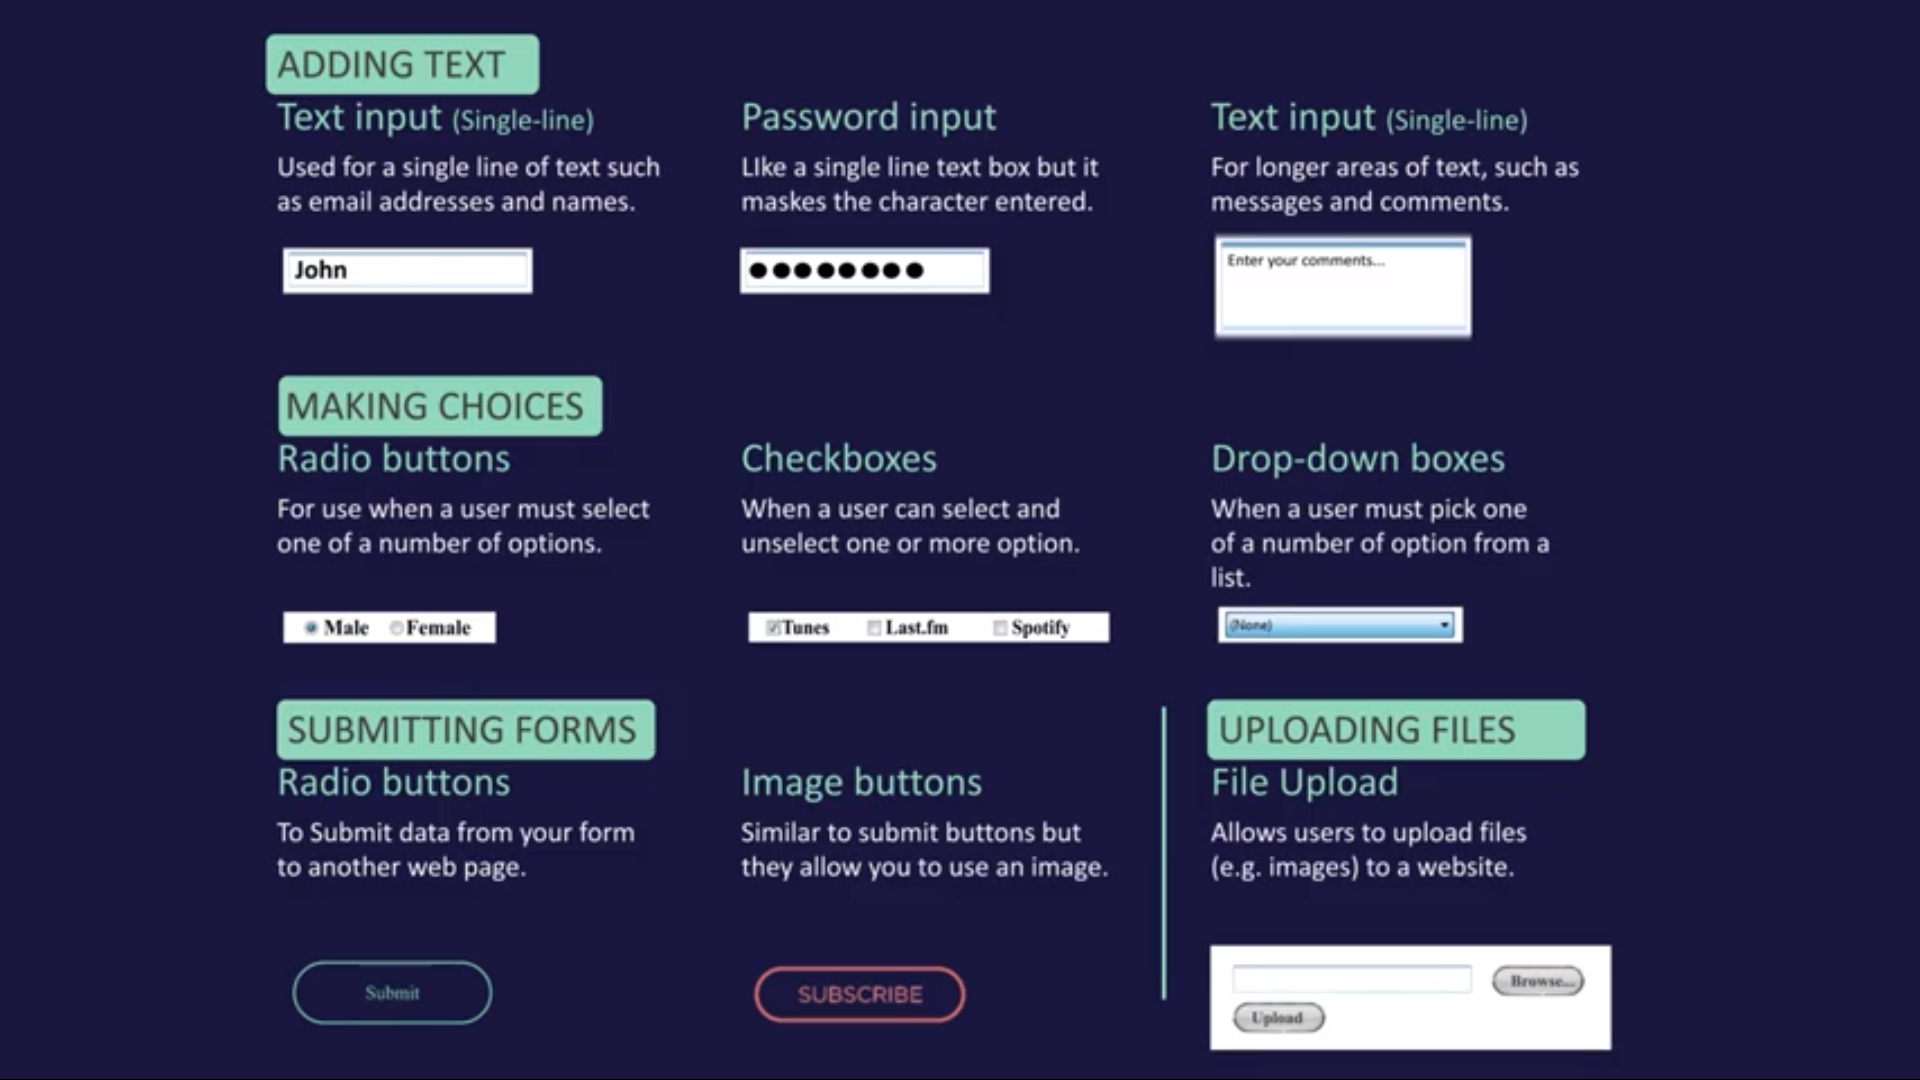 ADDING TEXT
Text input (Single-line)
Used for a single line of text such
as email addresses and names.
John
Password input
LIke a single line text box but it
maskes the character entered.
Text input (Single-line)
For longer areas of text, such as
messages and comments.
Enter your comments...
MAKING CHOICES
Radio buttons
For use when a user must select
one of a number of options.
Male Female
Checkboxes
When a user can select and
unselect one or more option.
Tunes Last.fm Spotify
Drop-down boxes
When a user must pick one
of a number of option from a
list.
(None)
SUBMITTING FORMS
Radio buttons
To Submit data from your form
to another web page.
Submit
Image buttons
Similar to submit buttons but
they allow you to use an image.
SUBSCRIBE
UPLOADING FILES
File Upload
Allows users to upload files
(e.g. images) to a website.
Browse...
Upload